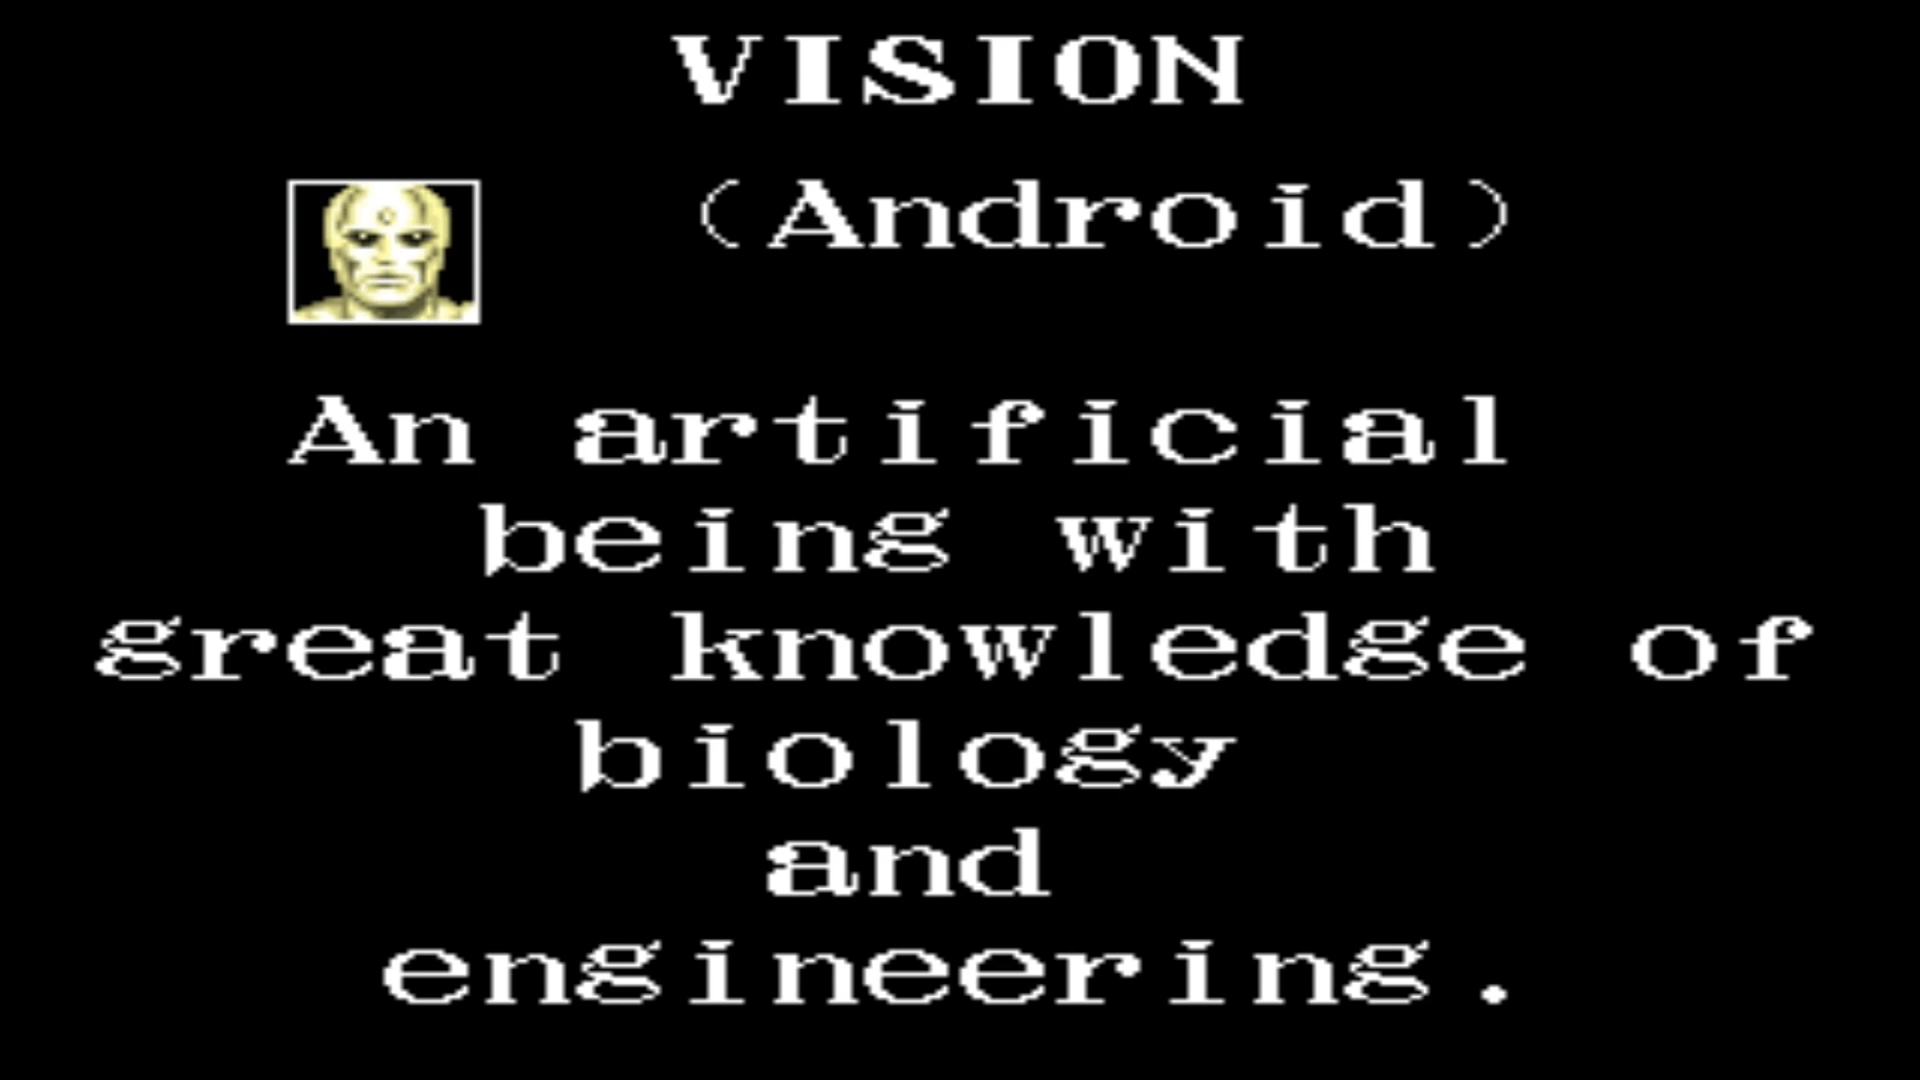 VISION
(Android)
An artificial
being with
great knowledge of
biology
and
engineering.